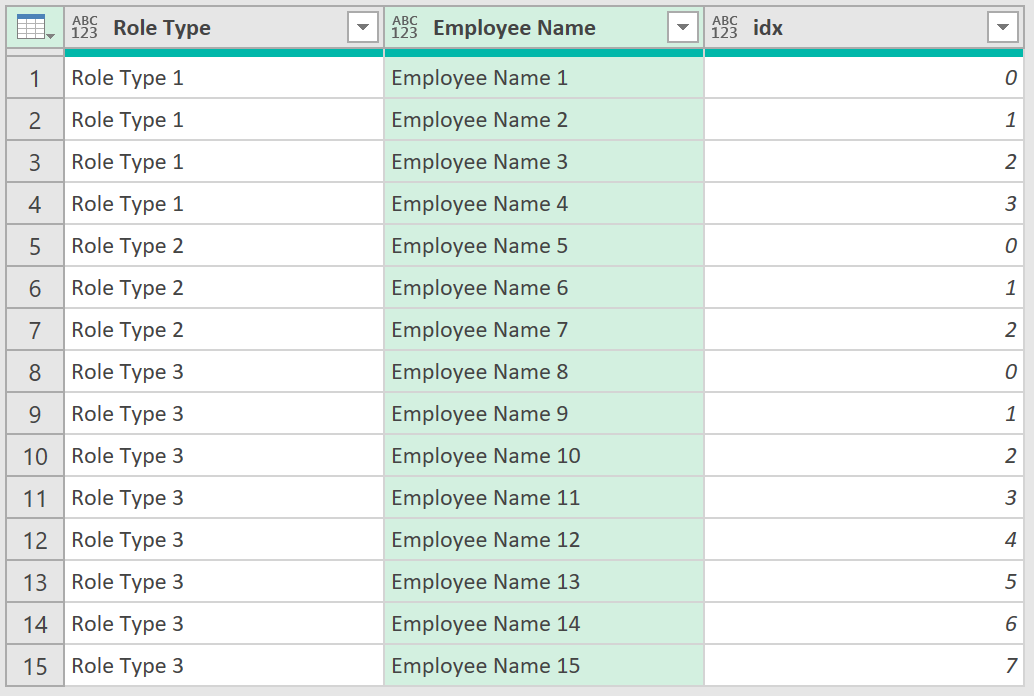 ABC 123 Role Type ABC 123 Employee Name ABC 123 idx
1 Role Type 1 Employee Name 1 0
2 Role Type 1 Employee Name 2 1
3 Role Type 1 Employee Name 3 2
4 Role Type 1 Employee Name 4 3
5 Role Type 2 Employee Name 5 0
6 Role Type 2 Employee Name 6 1
7 Role Type 2 Employee Name 7 2
8 Role Type 3 Employee Name 8 0
9 Role Type 3 Employee Name 9 1
10 Role Type 3 Employee Name 10 2
11 Role Type 3 Employee Name 11 3
12 Role Type 3 Employee Name 12 4
13 Role Type 3 Employee Name 13 5
14 Role Type 3 Employee Name 14 6
15 Role Type 3 Employee Name 15 7